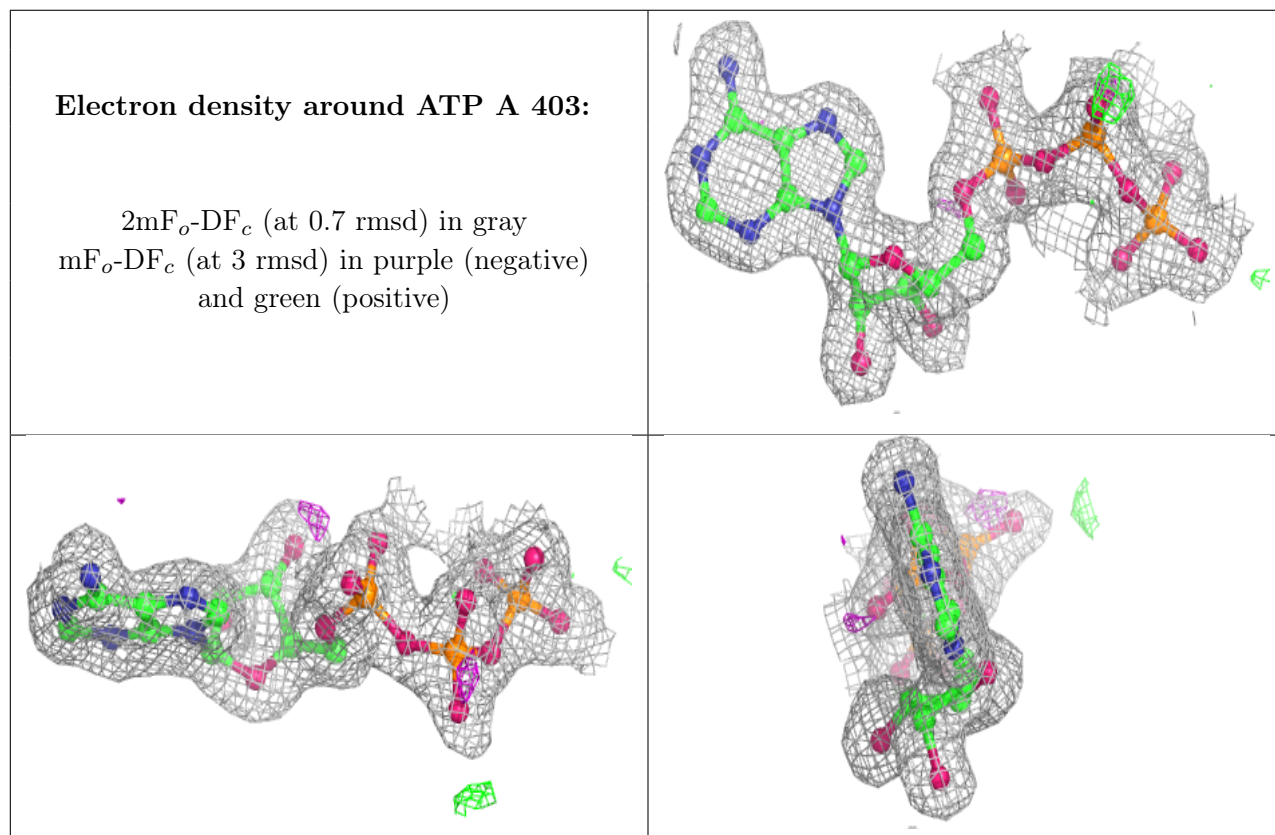 Electron density around ATP A 403:
2mFo-DFc (at 0.7 rmsd) in gray
mFo-DFc (at 3 rmsd) in purple (negative)
and green (positive)